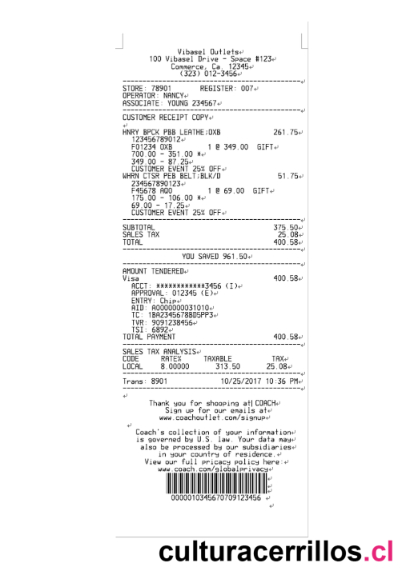 Vibasel Outlets
100 Vibasel Drive - Space #123
Commerce, Ca. 12345
(323) 012-3456
STORE: 78901 REGISTER: 007
OPERATOR: NANCY
ASSOCIATE: YOUNG 234567
CUSTOMER RECEIPT COPY
HNRY BPCK PBB LEATHE:OXB 261.75
123456789012
F01234 OXB 1 @ 349.00 GIFT
700.00 - 351.00 *
349.00 - 87.25
CUSTOMER EVENT 25% OFF
WHRN CTSR PEB BELT:BLK/D 51.75
234567890123
F45678 AQ0 1 @ 69.00 GIFT
175.00 - 106.00 *
69.00 - 17.25
CUSTOMER EVENT 25% OFF
SUBTOTAL 375.50
SALES TAX 25.08
TOTAL 400.58
YOU SAVED 961.50
AMOUNT TENDERED
Visa 400.58
ACCT: ************3456 (I)
APPROVAL: 012345 (E)
ENTRY: Chip
AID: A0000000031010
TC: 1BA2345678BD5PP3
TVR: 9091238456
TSI: 6892
TOTAL PAYMENT 400.58
SALES TAX ANALYSIS
CODE RATE% TAXABLE TAX
LOCAL 8.00000 313.50 25.08
Trans: 8901 10/25/2017 10:36 PM
Thank you for shopping at COACH
Sign up for our emails at
www.coachoutlet.com/signup
Coach's collection of your information
is governed by U.S. law. Your data may
also be processed by our subsidiaries
in your country of residence.
View our full pricacy policy here:
www.coach.com/globalprivacy
0000010345670709123456
culturacerrillos.cl